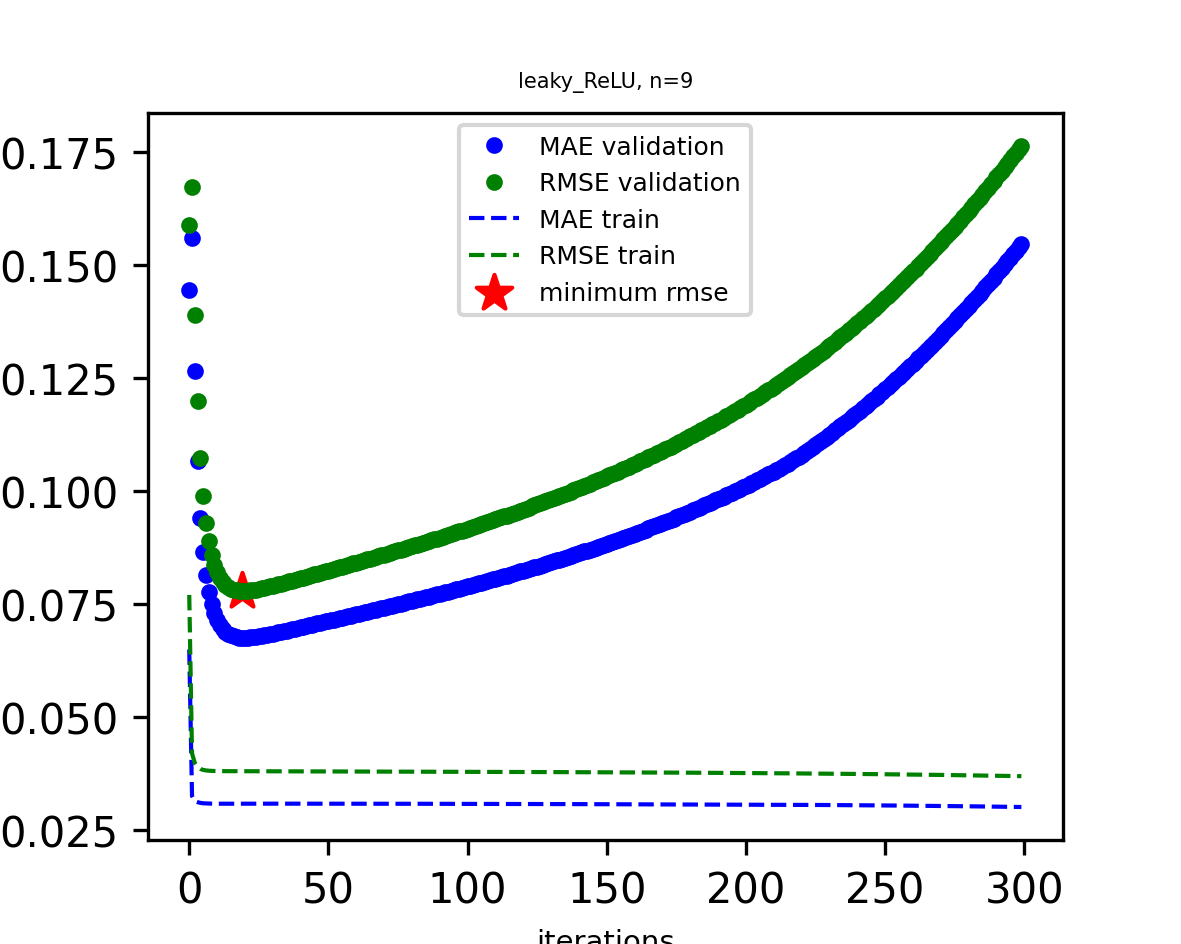 leaky_ReLU, n=9
MAE validation
RMSE validation
MAE train
RMSE train
minimum rmse
0.175
0.150
0.125
0.100
0.075
0.050
0.025
0 50 100 150 200 250 300
iterations